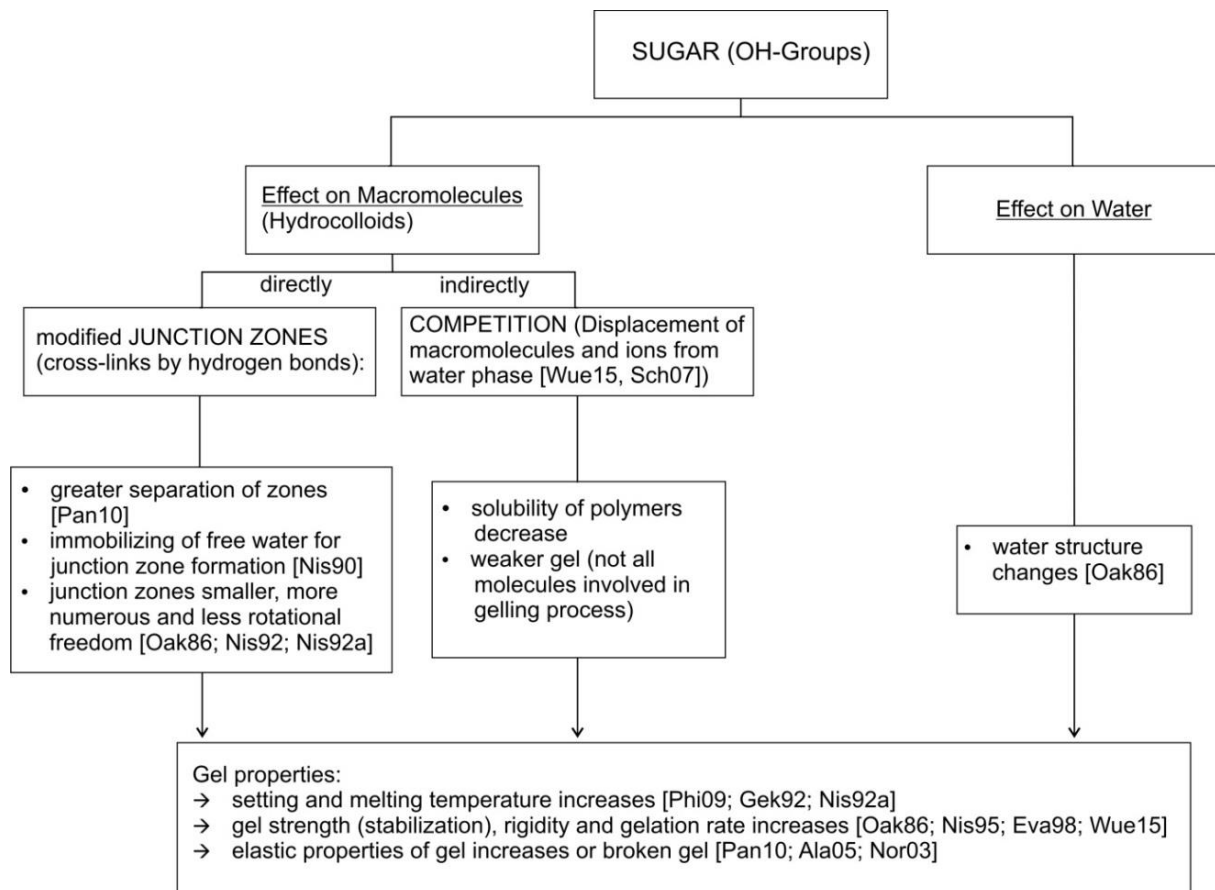 SUGAR (OH-Groups)
Effect on Macromolecules
(Hydrocolloids)
Effect on Water
directly
indirectly
modified JUNCTION ZONES
(cross-links by hydrogen bonds):
COMPETITION (Displacement of
macromolecules and ions from
water phase [Wue15, Sch07])
• greater separation of zones
[Pan10]
• immobilizing of free water for
junction zone formation [Nis90]
• junction zones smaller, more
numerous and less rotational
freedom [Oak86; Nis92; Nis92a]
• solubility of polymers
decrease
• weaker gel (not all
molecules involved in
gelling process)
• water structure
changes [Oak86]
Gel properties:
→ setting and melting temperature increases [Phi09; Gek92; Nis92a]
→ gel strength (stabilization), rigidity and gelation rate increases [Oak86; Nis95; Eva98; Wue15]
→ elastic properties of gel increases or broken gel [Pan10; Ala05; Nor03]